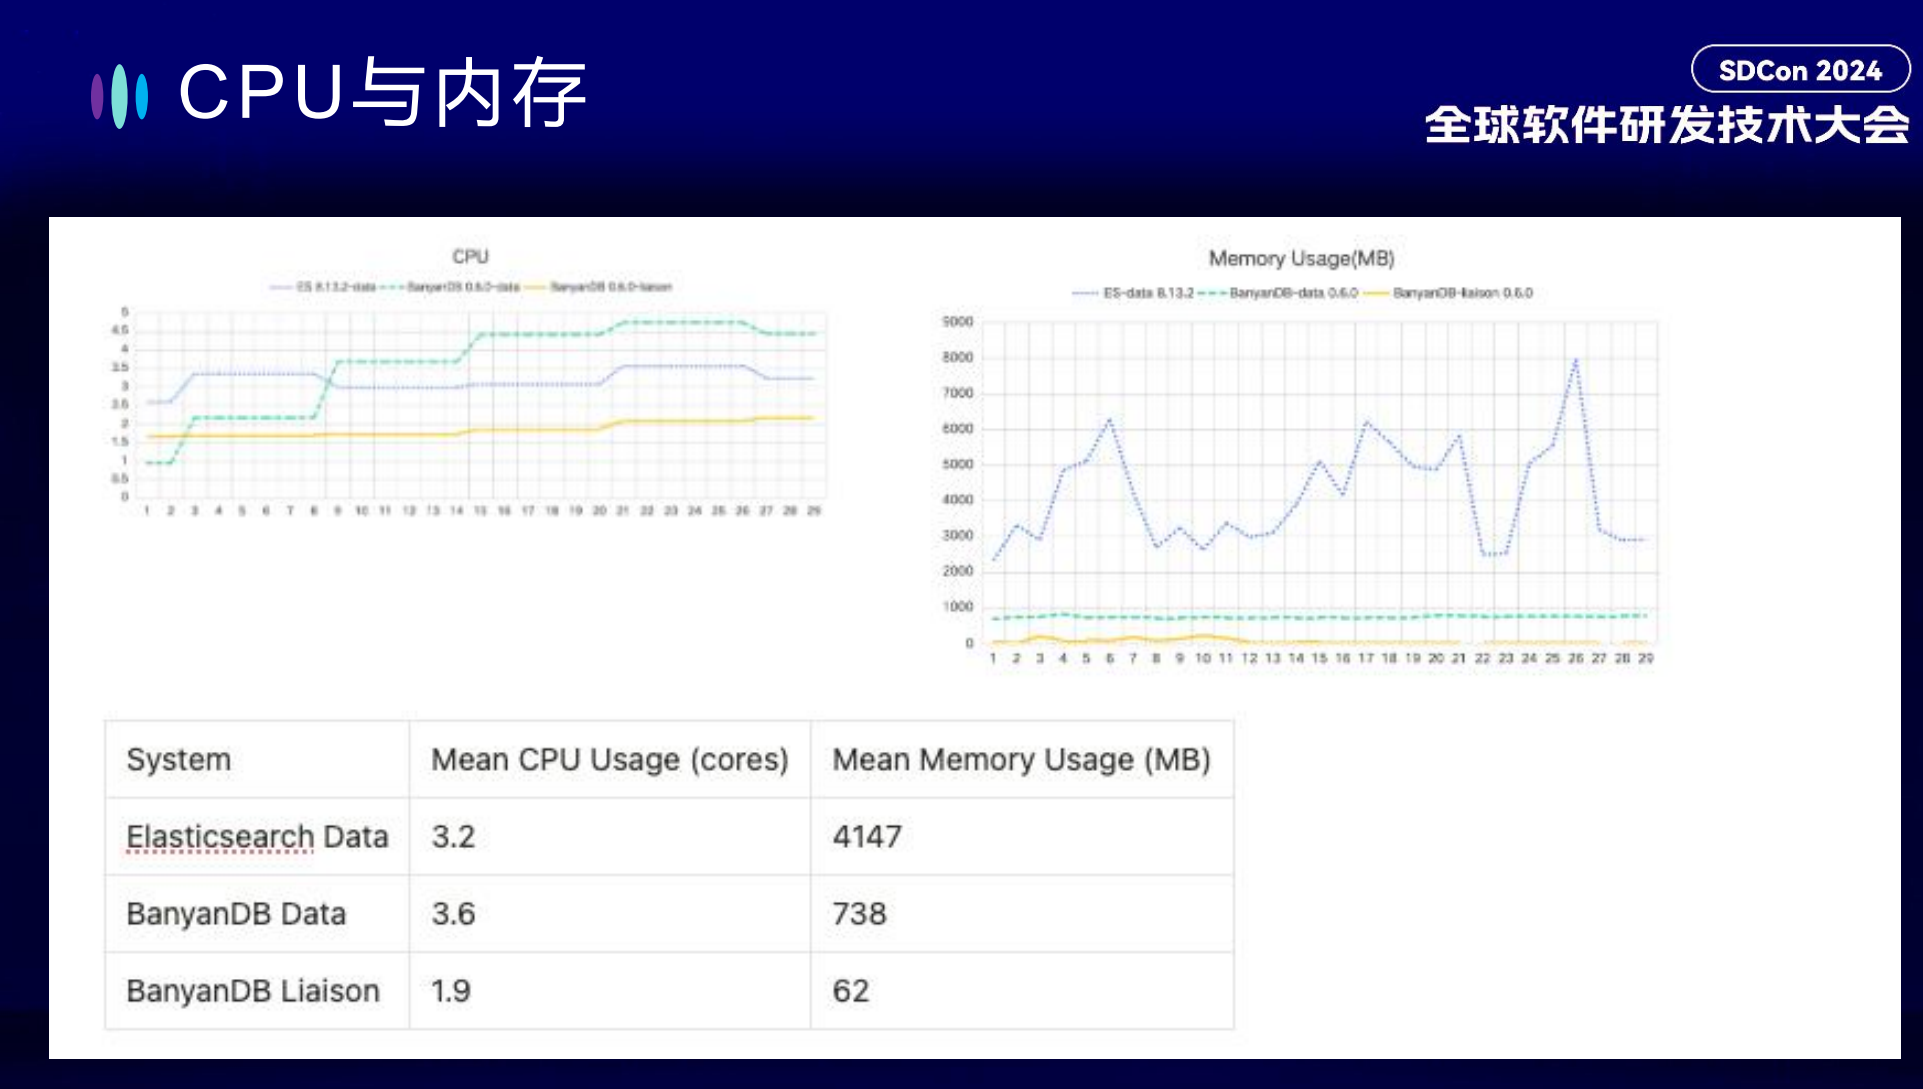 CPU与内存
SDCon 2024
全球软件研发技术大会
CPU
ES 8.13.2-data BanyanDB 0.6.0-data BanyanDB 0.6.0-liaison
5
4.5
4
3.5
3
2.5
2
1.5
1
0.5
0
1 2 3 4 5 6 7 8 9 10 11 12 13 14 15 16 17 18 19 20 21 22 23 24 25 26 27 28 29
Memory Usage(MB)
ES-data 8.13.2 BanyanDB-data 0.6.0 BanyanDB-liaison 0.6.0
9000
8000
7000
6000
5000
4000
3000
2000
1000
0
1 2 3 4 5 6 7 8 9 10 11 12 13 14 15 16 17 18 19 20 21 22 23 24 25 26 27 28 29
System Mean CPU Usage (cores) Mean Memory Usage (MB)
Elasticsearch Data 3.2 4147
BanyanDB Data 3.6 738
BanyanDB Liaison 1.9 62